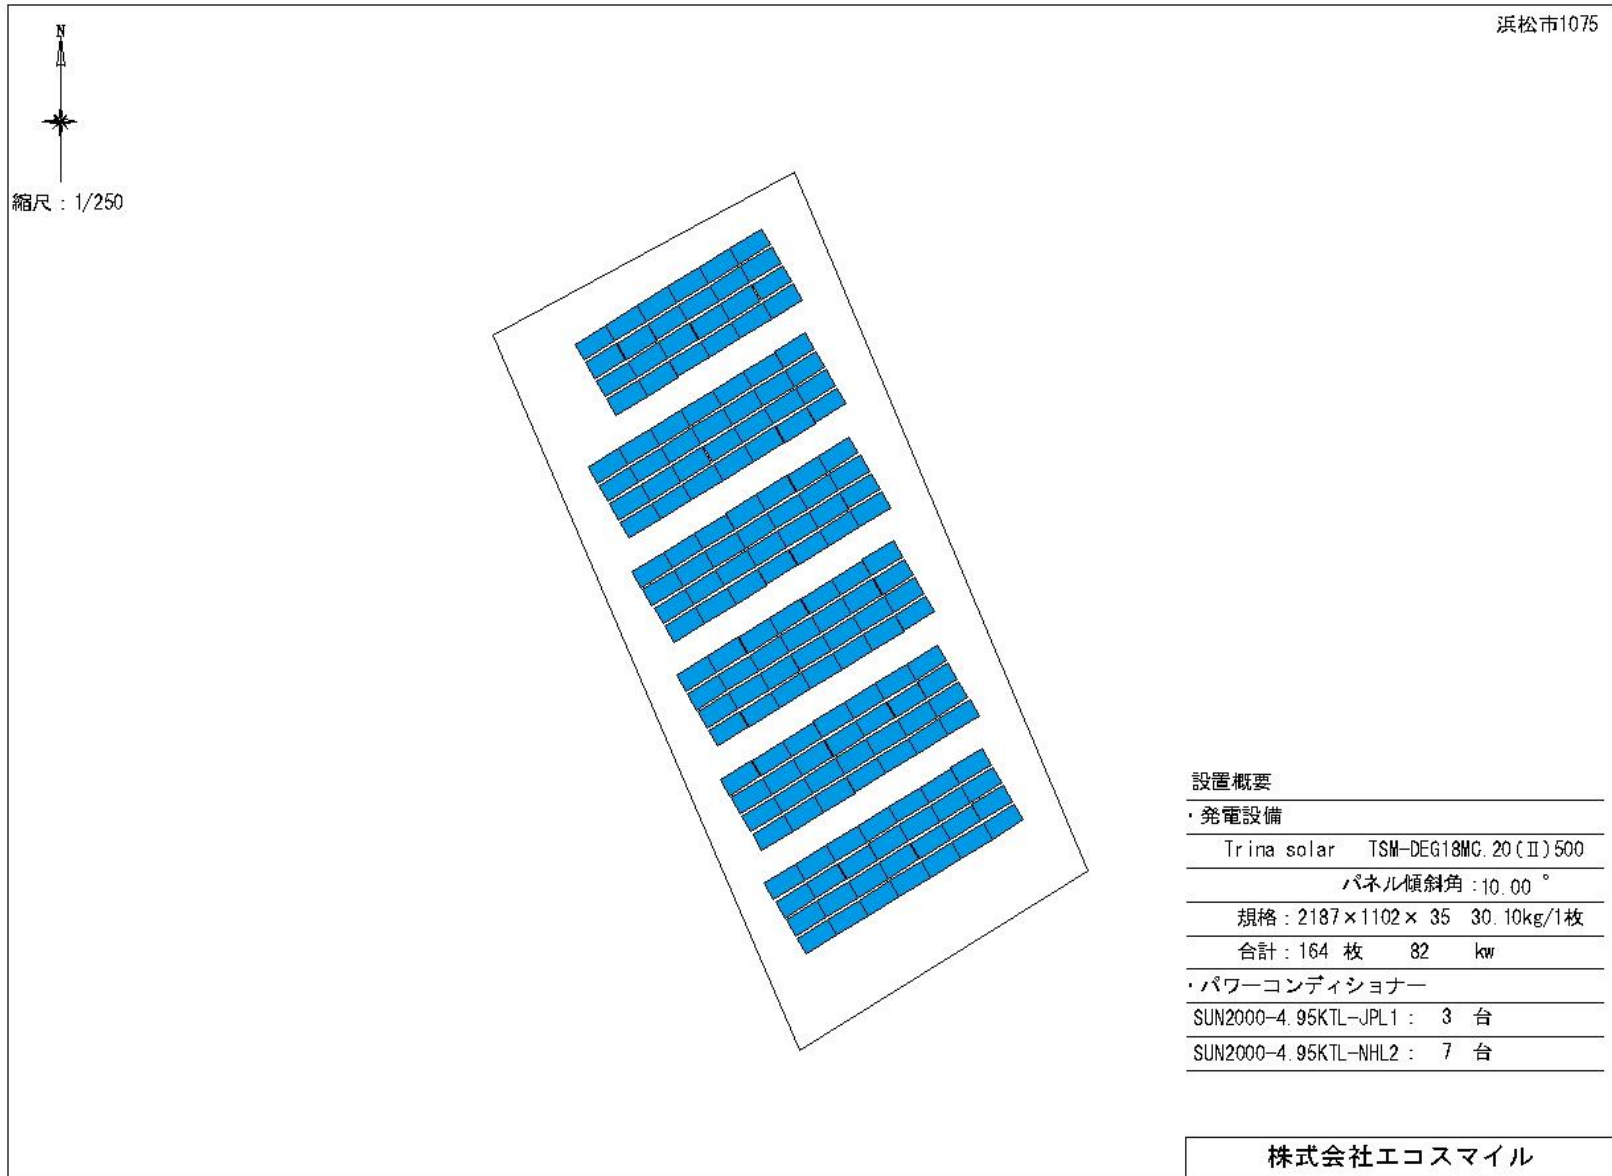 浜松市1075
N
縮尺：1/250
設置概要
・発電設備
Trina solar TSM-DEG18MC.20(Ⅱ)500
パネル傾斜角：10.00°
規格：2187×1102× 35 30.10kg/1枚
合計：164 枚 82 kw
・パワーコンディショナー
SUN2000-4.95KTL-JPL1： 3 台
SUN2000-4.95KTL-NHL2： 7 台
株式会社エコスマイル